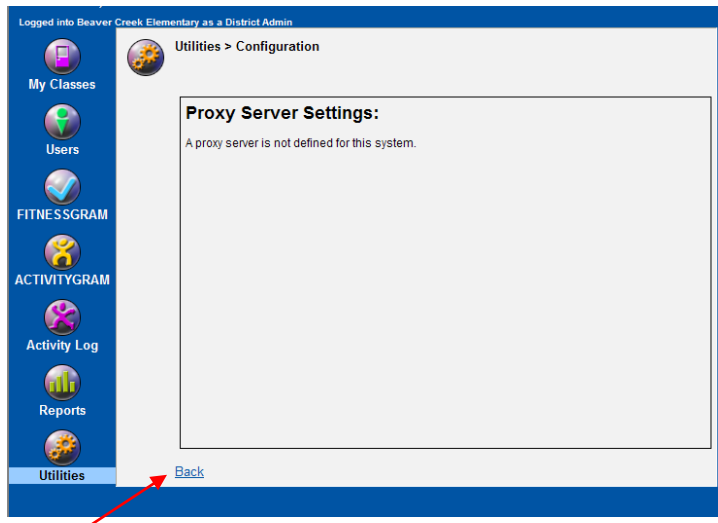 Logged into Beaver Creek Elementary as a District Admin
Utilities > Configuration
My Classes
Users
FITNESSGRAM
ACTIVITYGRAM
Activity Log
Reports
Utilities
Proxy Server Settings:
A proxy server is not defined for this system.
Back